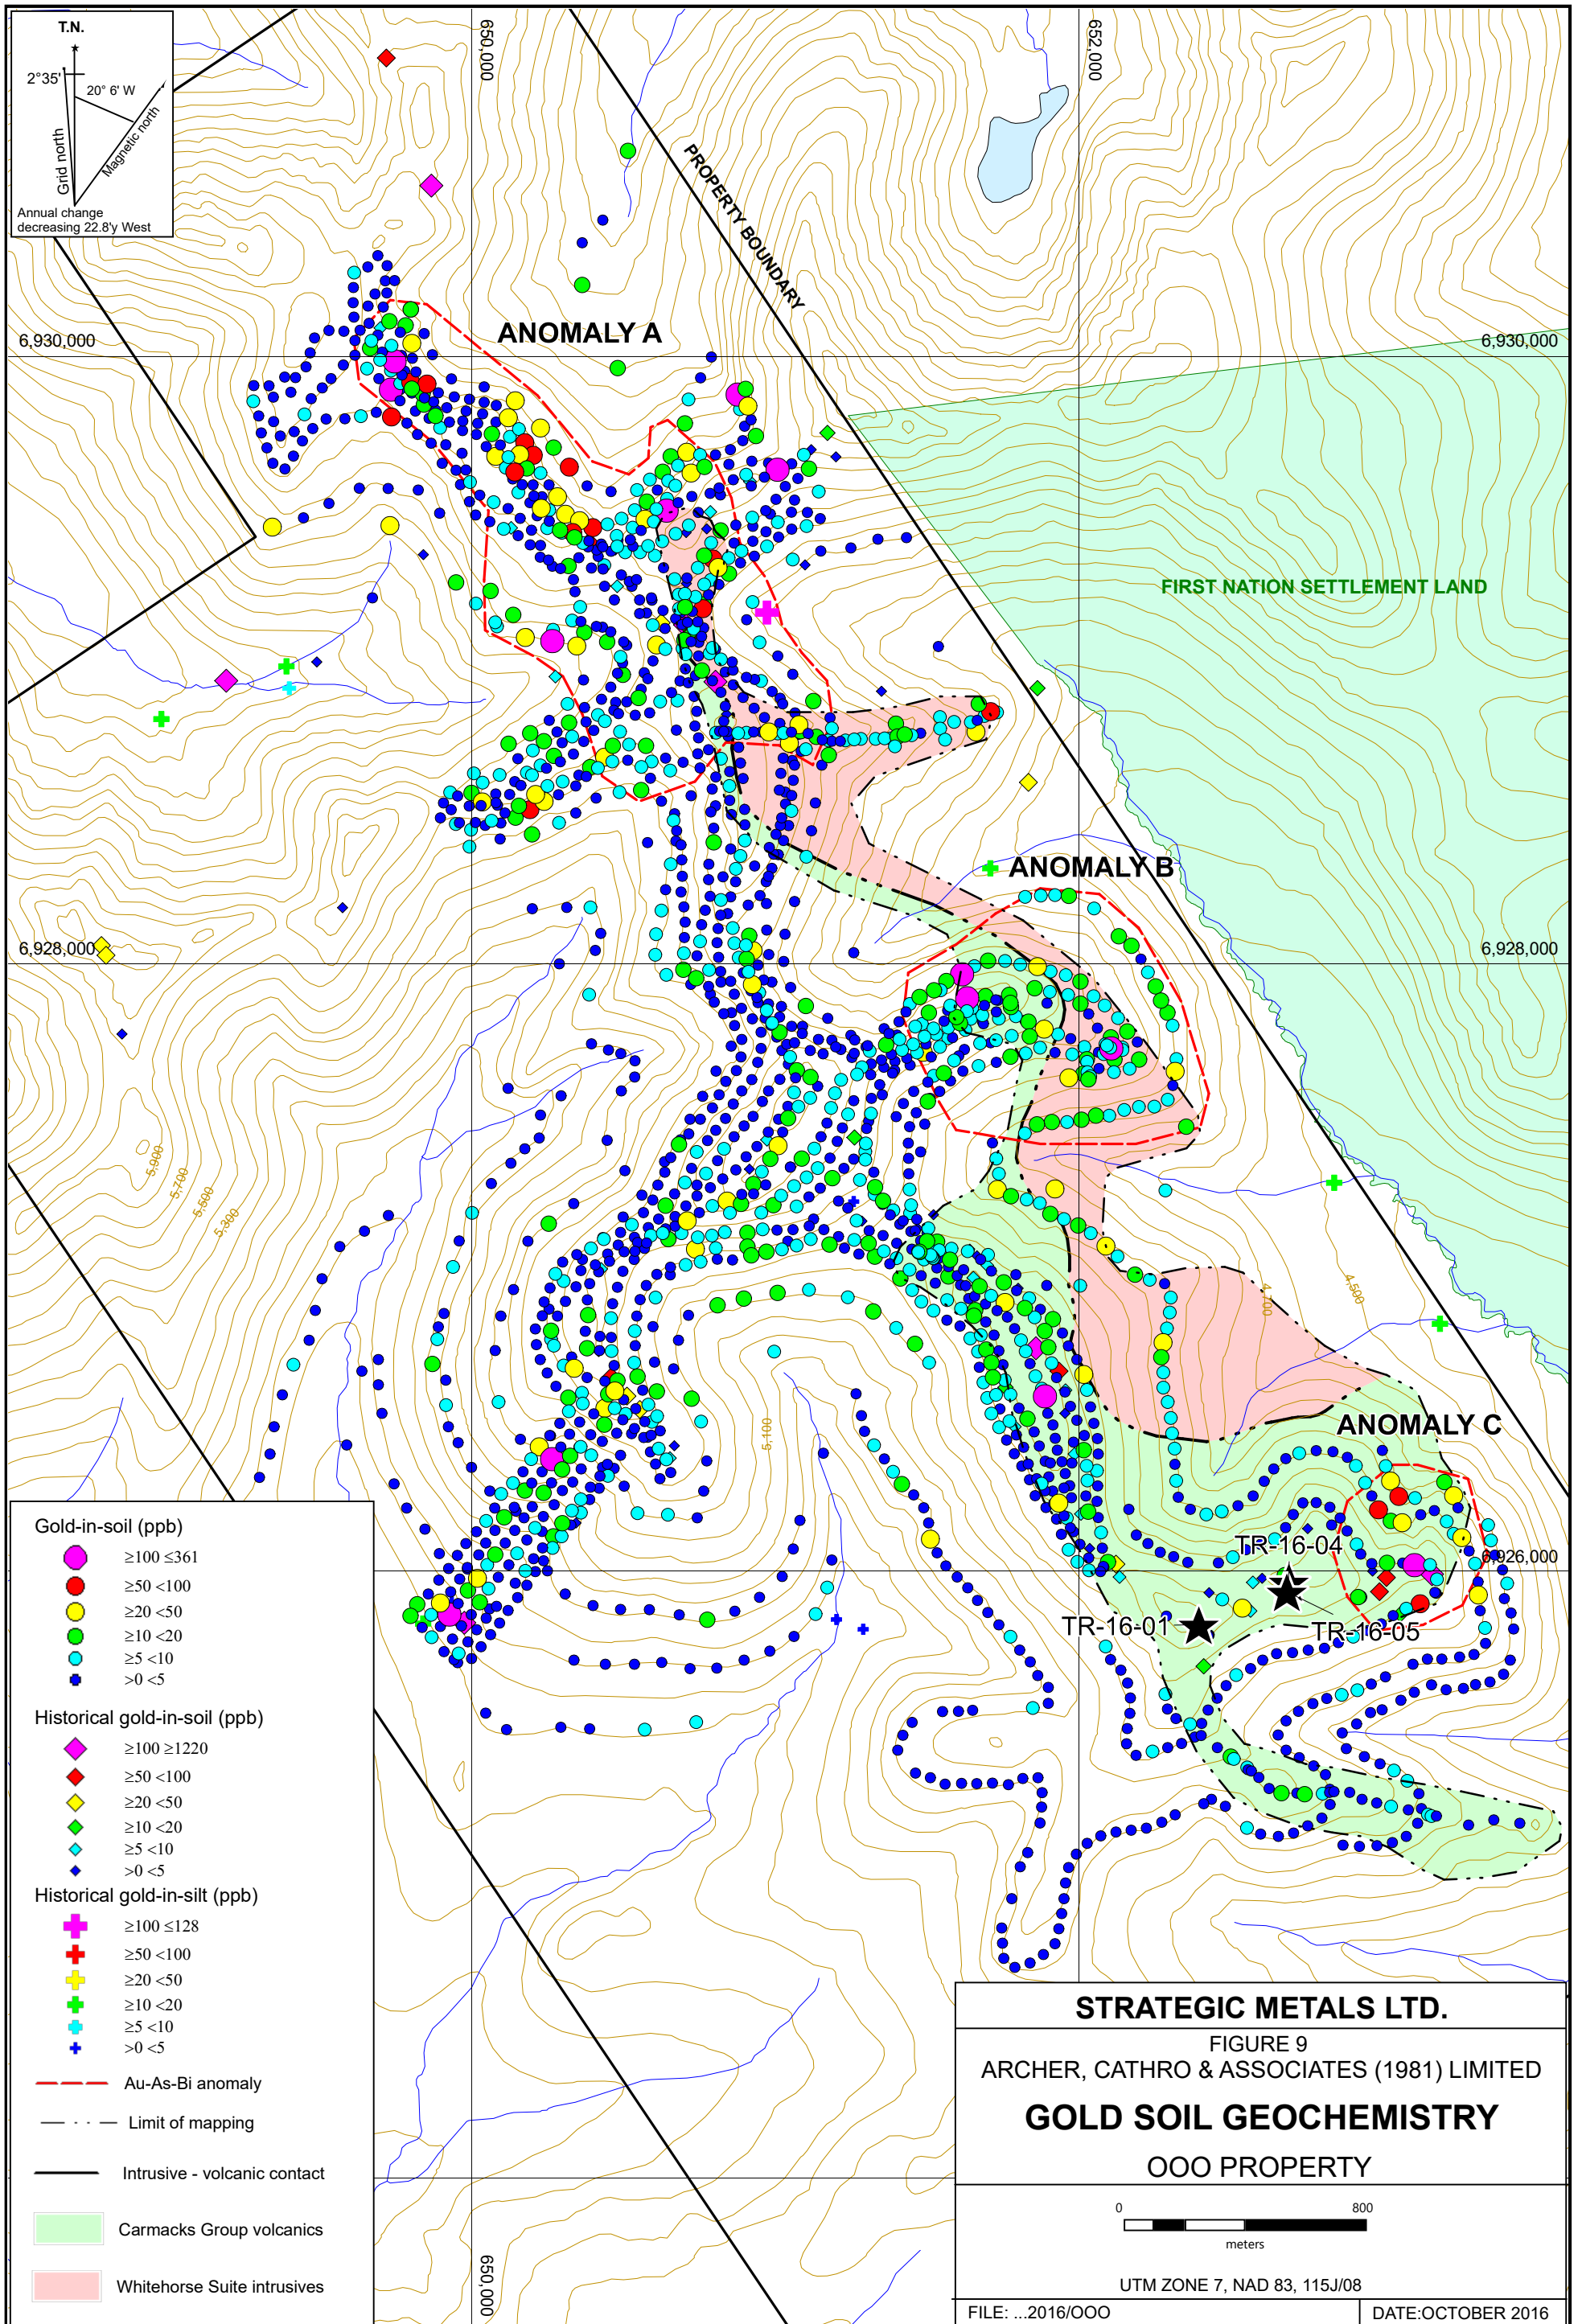 T.N.
2°35'
20° 6' W
Grid north
Magnetic north
Annual change
decreasing 22.8'y West
650,000
652,000
PROPERTY BOUNDARY
ANOMALY A
6,930,000
6,930,000
FIRST NATION SETTLEMENT LAND
ANOMALY B
6,928,000
6,928,000
5,900
5,700
5,500
5,300
4,700
4,500
5,100
ANOMALY C
TR-16-04
6,926,000
TR-16-01
TR-16-05
Gold-in-soil (ppb)
≥100 ≤361
≥50 <100
≥20 <50
≥10 <20
≥5 <10
>0 <5
Historical gold-in-soil (ppb)
≥100 ≥1220
≥50 <100
≥20 <50
≥10 <20
≥5 <10
>0 <5
Historical gold-in-silt (ppb)
≥100 ≤128
≥50 <100
≥20 <50
≥10 <20
≥5 <10
>0 <5
Au-As-Bi anomaly
Limit of mapping
Intrusive - volcanic contact
Carmacks Group volcanics
Whitehorse Suite intrusives
650,000
STRATEGIC METALS LTD.
FIGURE 9
ARCHER, CATHRO & ASSOCIATES (1981) LIMITED
GOLD SOIL GEOCHEMISTRY
OOO PROPERTY
0 800
meters
UTM ZONE 7, NAD 83, 115J/08
FILE: ...2016/OOO
DATE:OCTOBER 2016